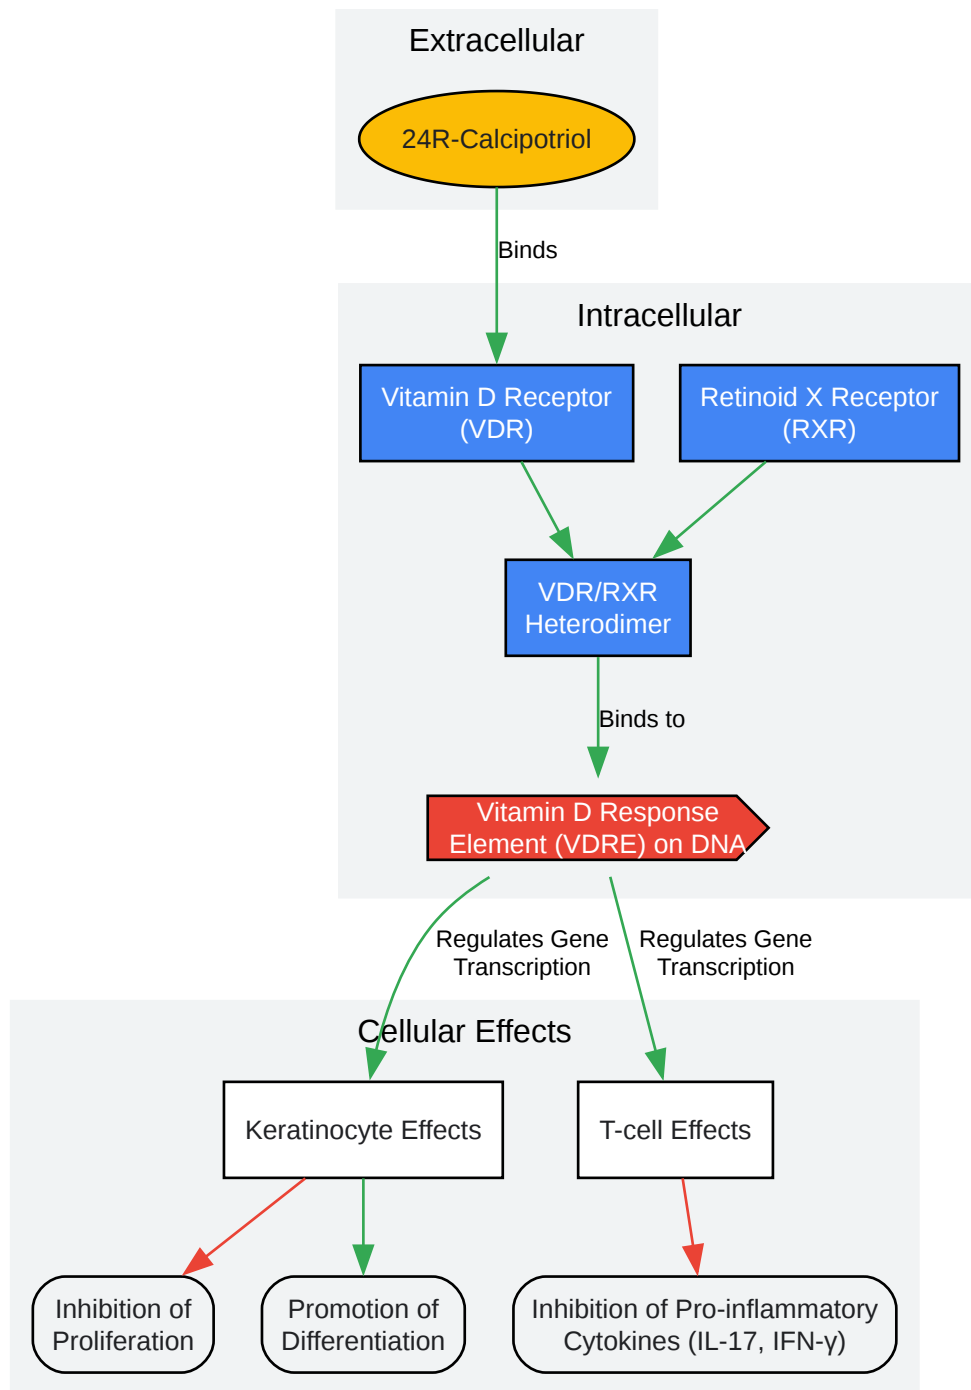 Extracellular
24R-Calcipotriol
Binds
Intracellular
Vitamin D Receptor
(VDR)
Retinoid X Receptor
(RXR)
VDR/RXR
Heterodimer
Binds to
Vitamin D Response
Element (VDRE) on DNA
Regulates Gene
Transcription
Regulates Gene
Transcription
Cellular Effects
Keratinocyte Effects
T-cell Effects
Inhibition of
Proliferation
Promotion of
Differentiation
Inhibition of Pro-inflammatory
Cytokines (IL-17, IFN-γ)